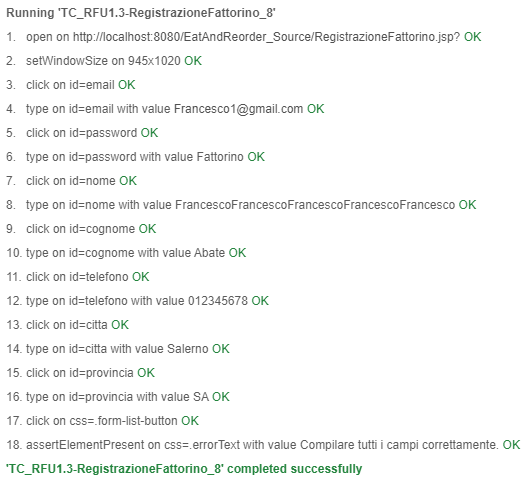 Running 'TC_RFU1.3-RegistrazioneFattorino_8'
1. open on http://localhost:8080/EatAndReorder_Source/RegistrazioneFattorino.jsp? OK
2. setWindowSize on 945x1020 OK
3. click on id=email OK
4. type on id=email with value Francesco1@gmail.com OK
5. click on id=password OK
6. type on id=password with value Fattorino OK
7. click on id=nome OK
8. type on id=nome with value FrancescoFrancescoFrancescoFrancescoFrancesco OK
9. click on id=cognome OK
10. type on id=cognome with value Abate OK
11. click on id=telefono OK
12. type on id=telefono with value 012345678 OK
13. click on id=citta OK
14. type on id=citta with value Salerno OK
15. click on id=provincia OK
16. type on id=provincia with value SA OK
17. click on css=.form-list-button OK
18. assertElementPresent on css=.errorText with value Compilare tutti i campi correttamente. OK
'TC_RFU1.3-RegistrazioneFattorino_8' completed successfully